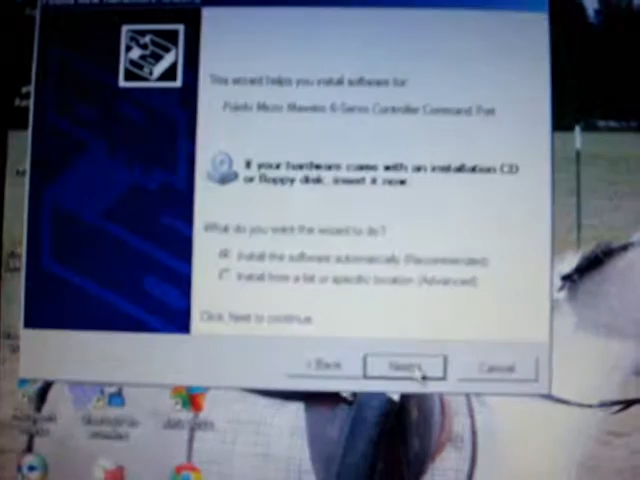 This wizard helps you install software for:
Pololu Micro Maestro 6-Servo Controller Command Port
If your hardware came with an installation CD
or floppy disk, insert it now.
What do you want the wizard to do?
Install the software automatically (Recommended)
Install from a list or specific location (Advanced)
Click Next to continue.
< Back
Next >
Cancel